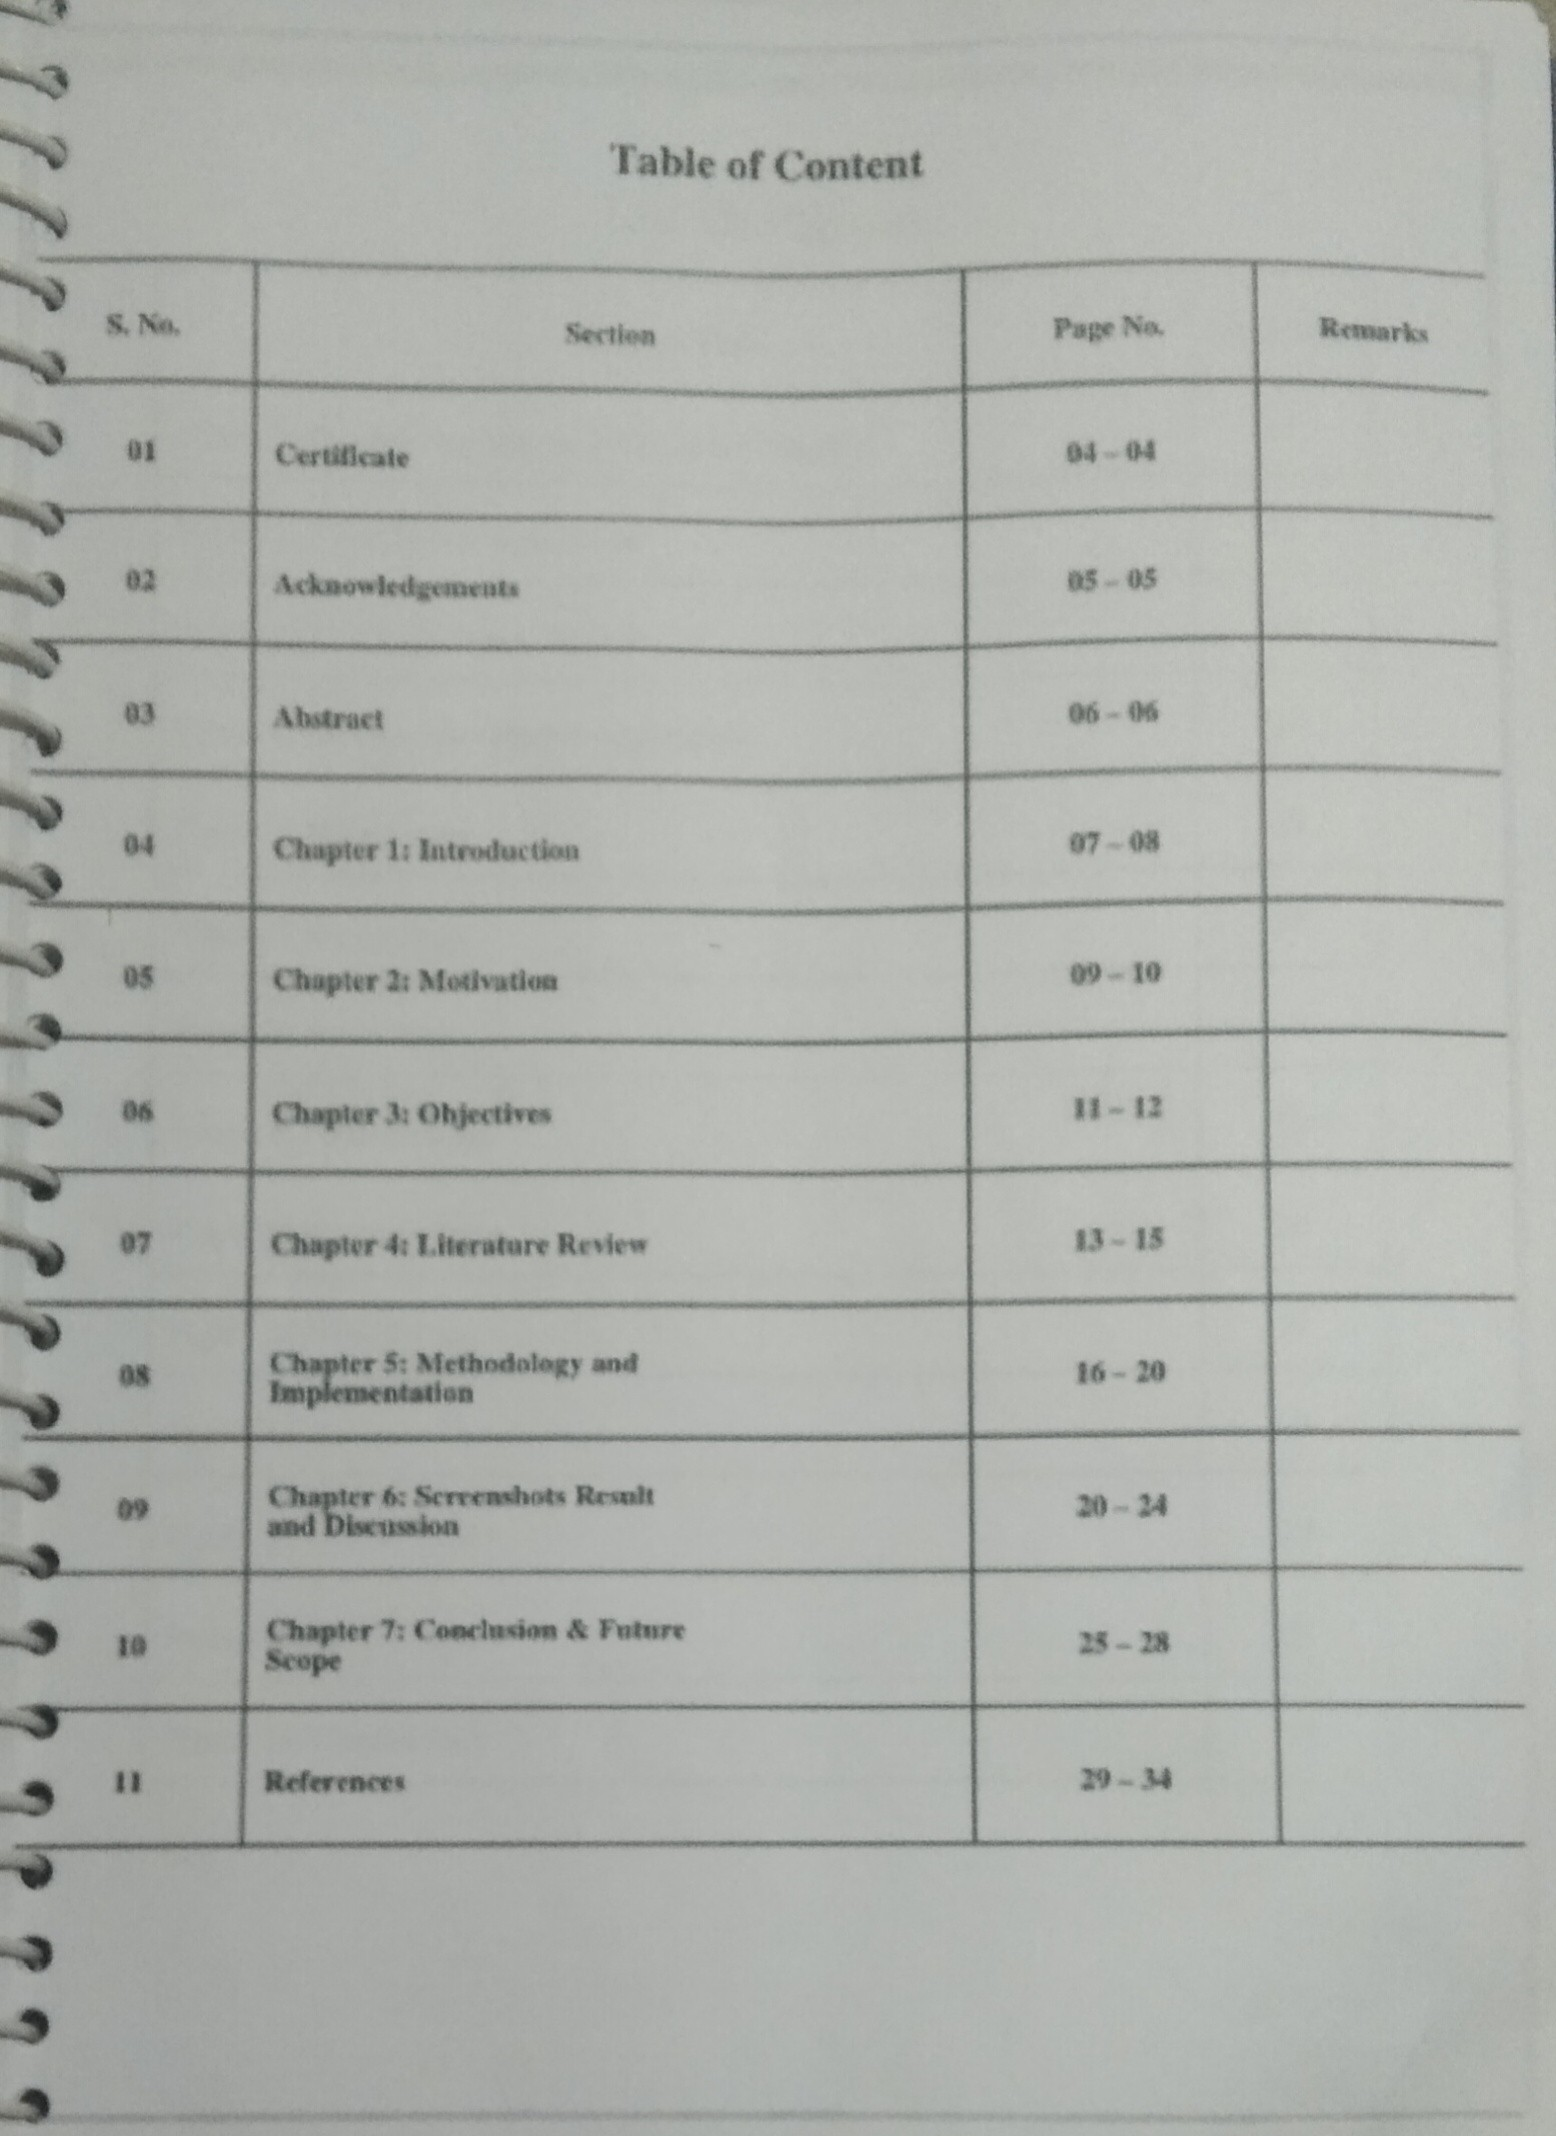 Table of Content
S. No. Section Page No. Remarks
01 Certificate 04 – 04
02 Acknowledgements 05 – 05
03 Abstract 06 – 06
04 Chapter 1: Introduction 07 – 08
05 Chapter 2: Motivation 09 – 10
06 Chapter 3: Objectives 11 – 12
07 Chapter 4: Literature Review 13 – 15
08 Chapter 5: Methodology and
Implementation 16 – 20
09 Chapter 6: Screenshots Result
and Discussion 20 – 24
10 Chapter 7: Conclusion & Future
Scope 25 – 28
11 References 29 – 34